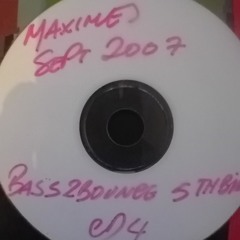 MAXIMES
SEPT 2007
BASS2BOUNCE 5TH
CD4